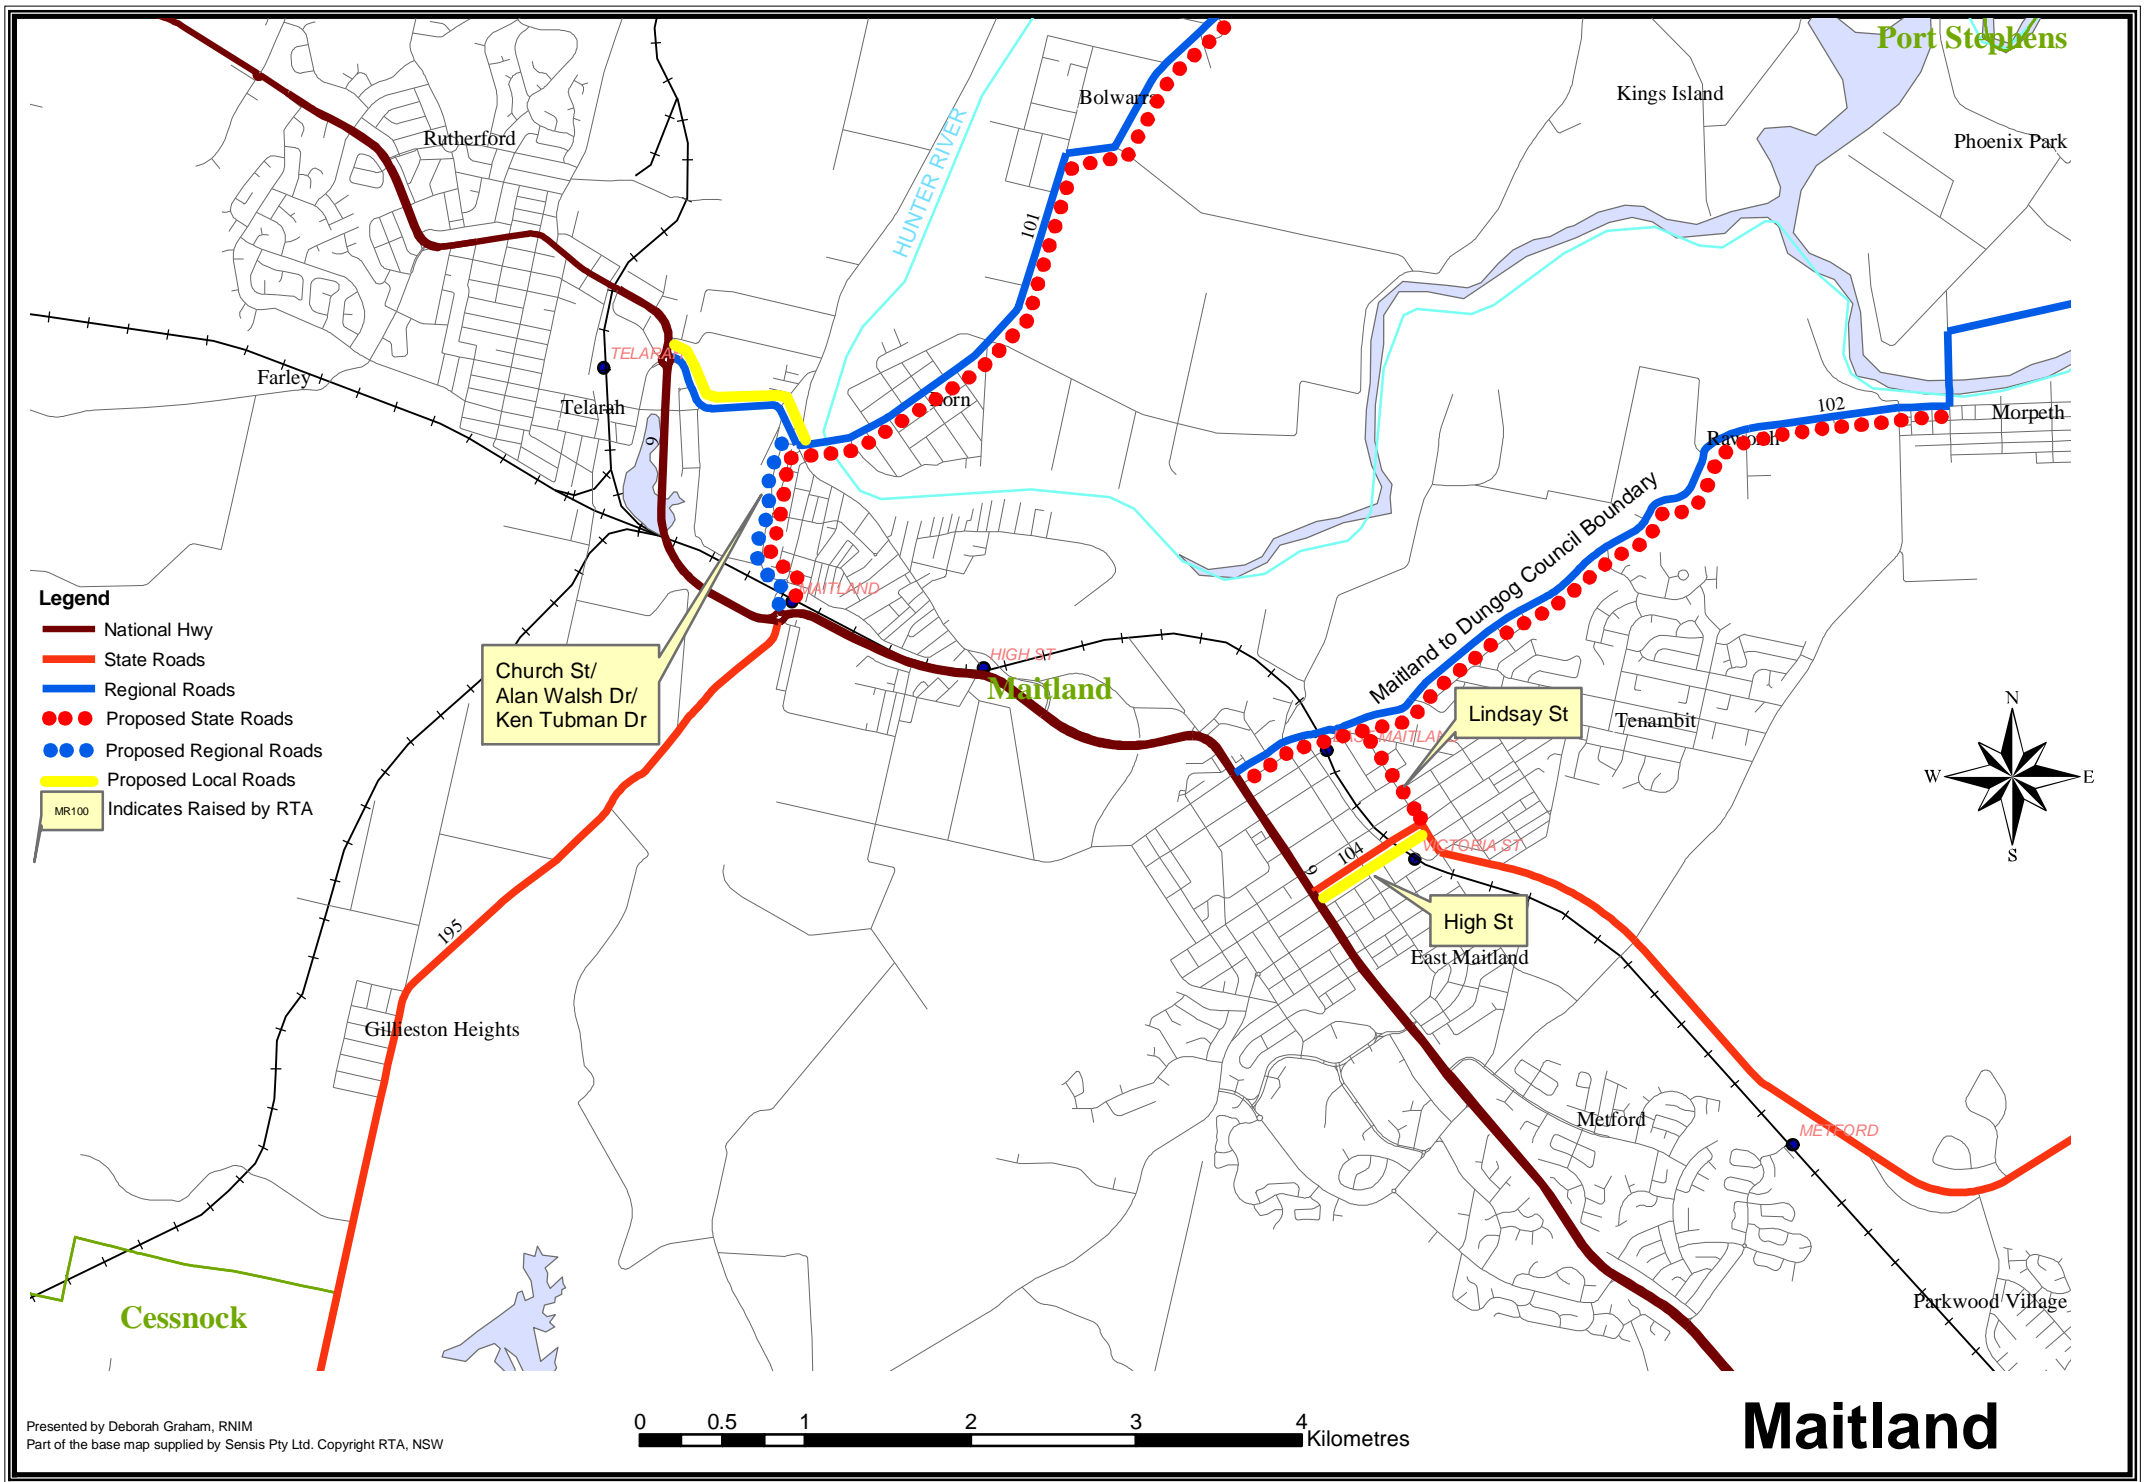 Port Stephens
Kings Island
Bolwarra
Phoenix Park
Rutherford
HUNTER RIVER
101
TELARAH
Farley
Telarah
Lorn
102
Morpeth
Raworth
9
Maitland to Dungog Council Boundary
MAITLAND
Legend
National Hwy
State Roads
Regional Roads
Proposed State Roads
Proposed Regional Roads
Proposed Local Roads
MR100
Indicates Raised by RTA
Church St/
Alan Walsh Dr/
Ken Tubman Dr
HIGH ST
Maitland
Lindsay St
Tenambit
EAST MAITLAND
N
W
E
S
VICTORIA ST
104
9
High St
East Maitland
195
Gillieston Heights
Metford
METFORD
Cessnock
Parkwood Village
Presented by Deborah Graham, RNIM
Part of the base map supplied by Sensis Pty Ltd. Copyright RTA, NSW
0 0.5 1 2 3 4
Kilometres
Maitland